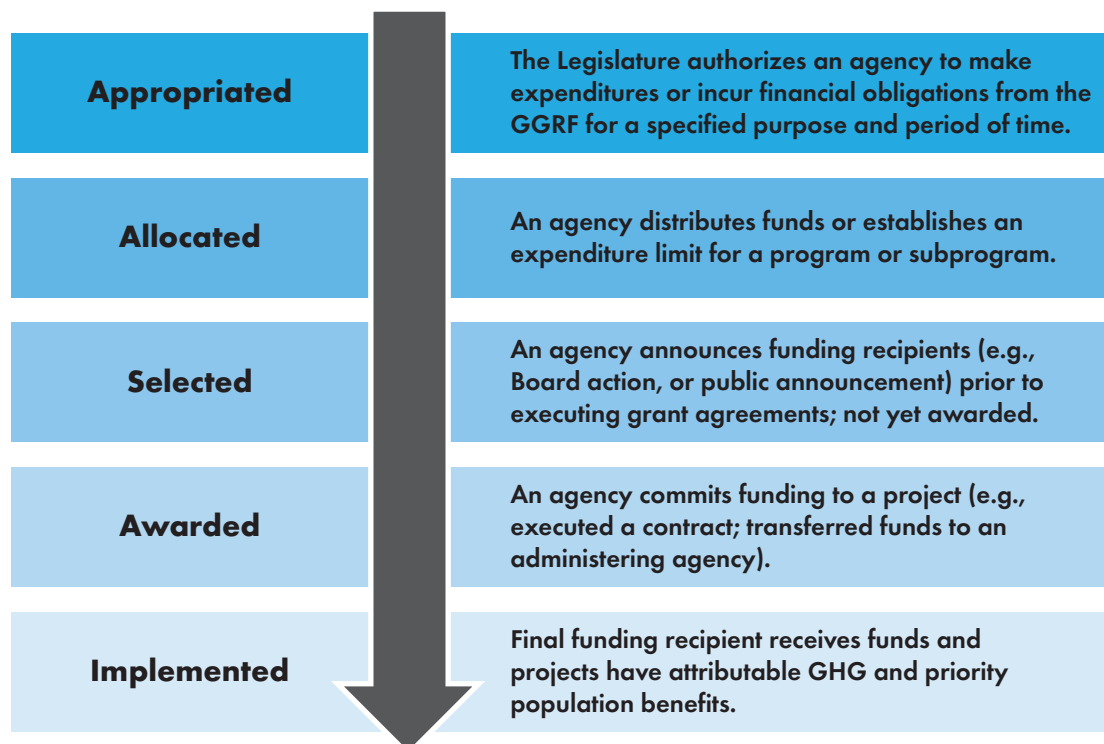 Appropriated
The Legislature authorizes an agency to make
expenditures or incur financial obligations from the
GGRF for a specified purpose and period of time.
Allocated
An agency distributes funds or establishes an
expenditure limit for a program or subprogram.
Selected
An agency announces funding recipients (e.g.,
Board action, or public announcement) prior to
executing grant agreements; not yet awarded.
Awarded
An agency commits funding to a project (e.g.,
executed a contract; transferred funds to an
administering agency).
Implemented
Final funding recipient receives funds and
projects have attributable GHG and priority
population benefits.